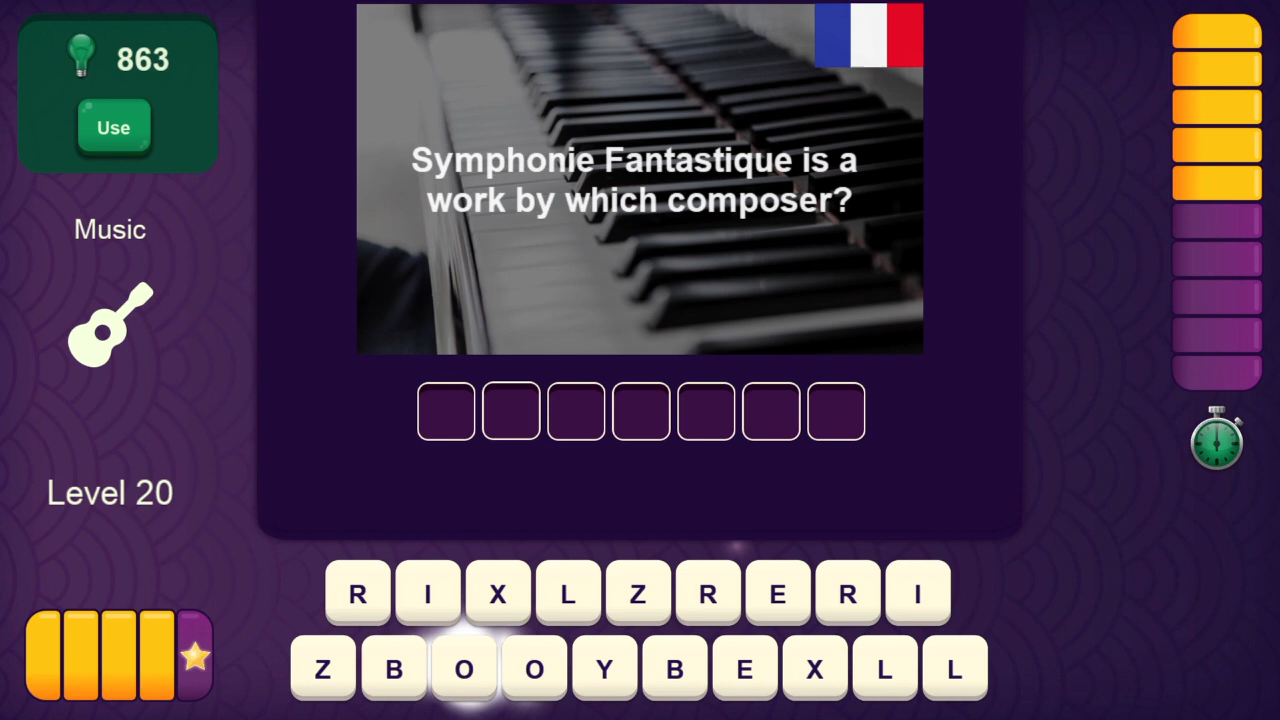 863
Use
Music
Level 20
Symphonie Fantastique is a
work by which composer?
R I X L Z R E R I
Z B O O Y B E X L L